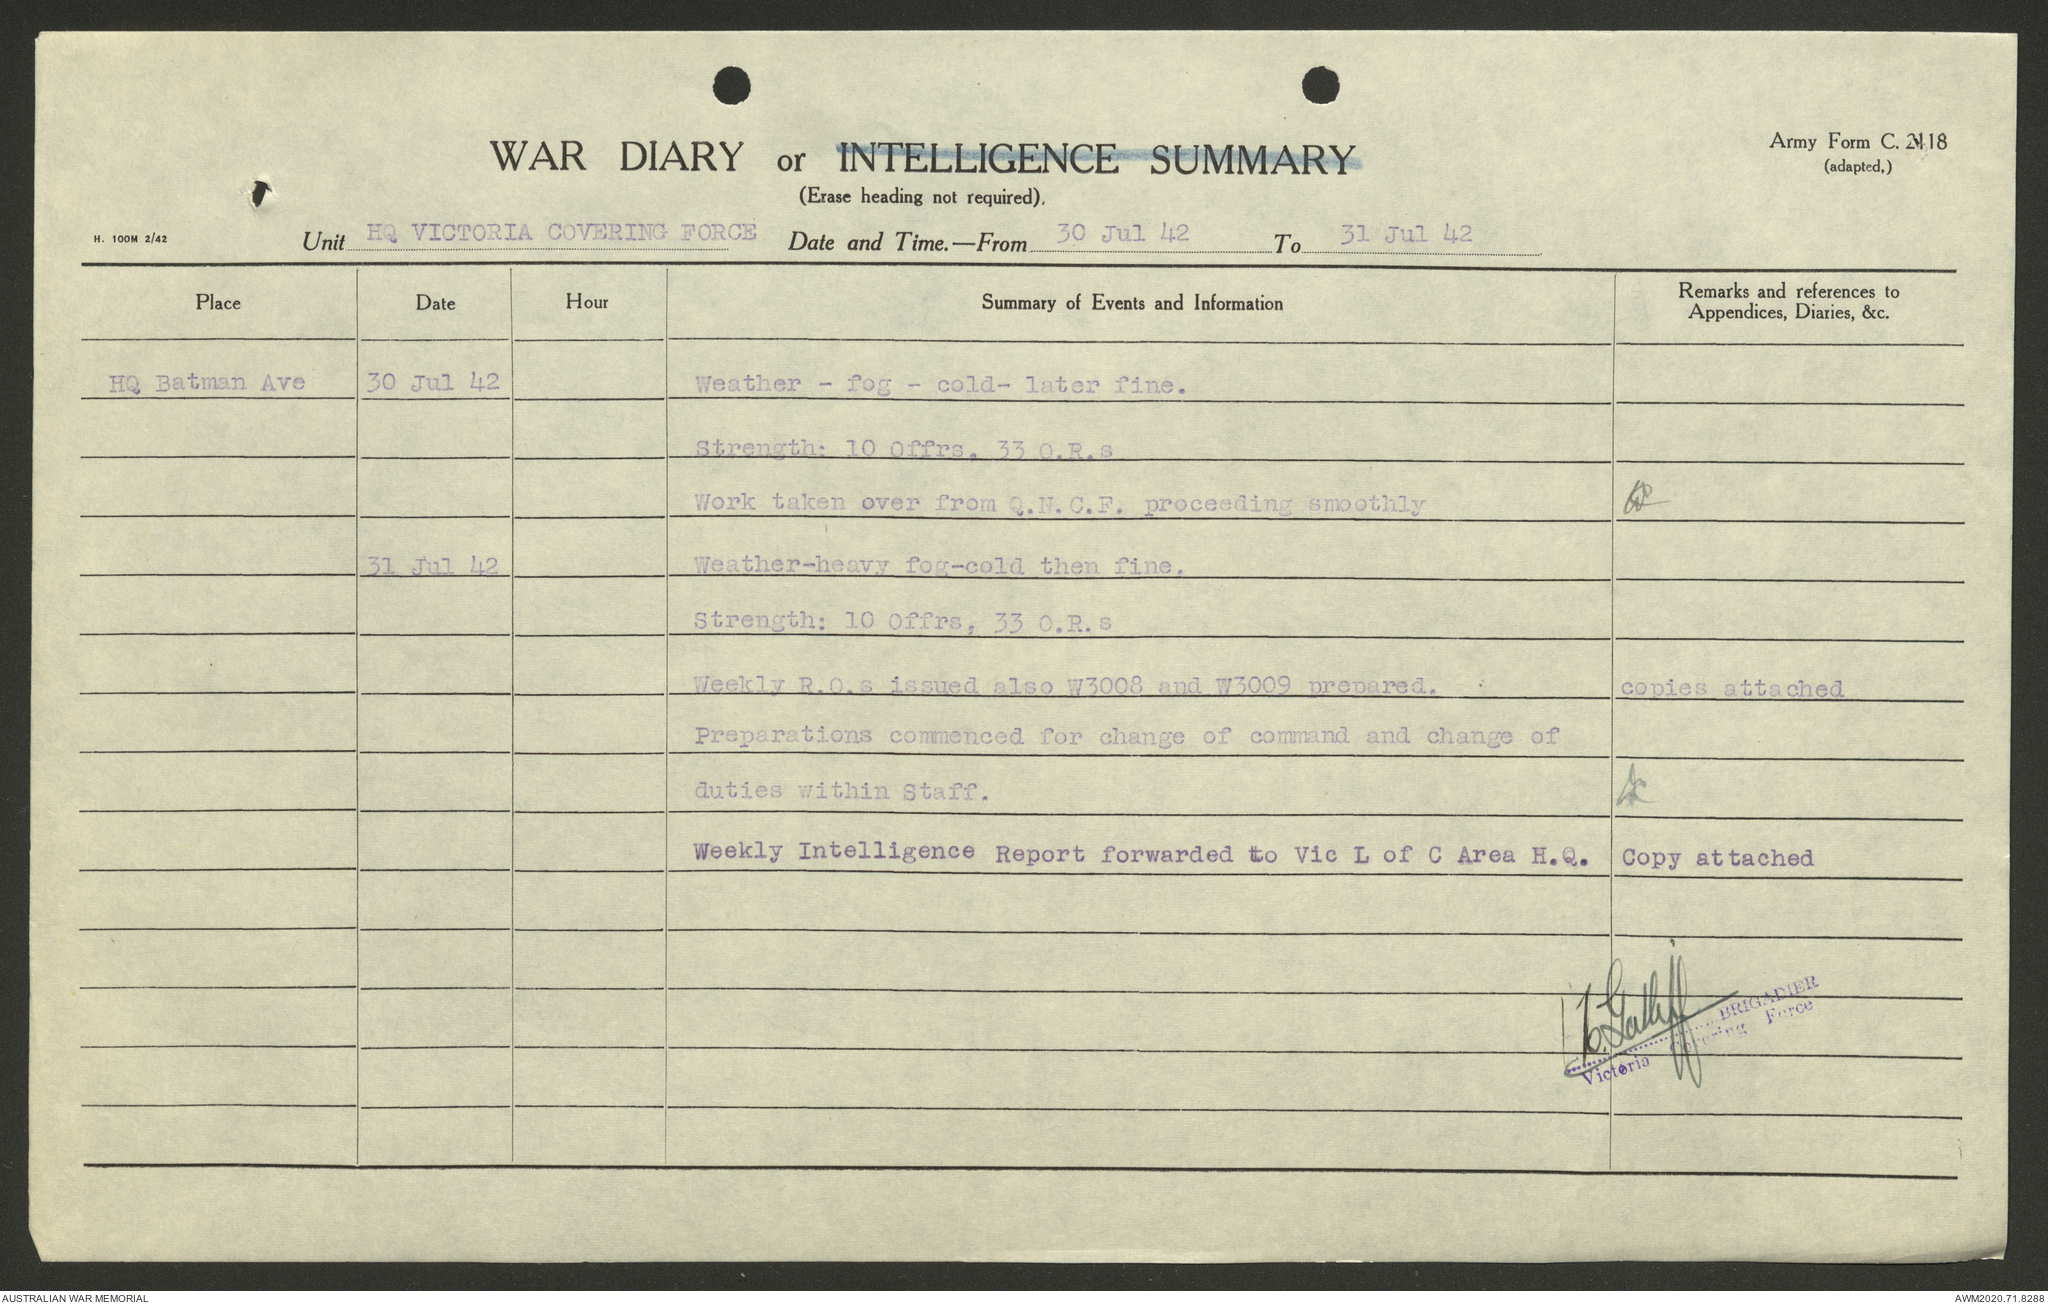 WAR DIARY or INTELLIGENCE SUMMARY
(Erase heading not required).
Army Form C. 2118
(adapted,)
H. 100M 2/42
Unit HQ VICTORIA COVERING FORCE Date and Time.—From 30 Jul 42 To 31 Jul 42
Place Date Hour Summary of Events and Information Remarks and references to Appendices, Diaries, &c.
HQ Batman Ave 30 Jul 42 Weather - fog - cold- later fine.
Strength: 10 Offrs, 33 O.R.s
Work taken over from Q.N.C.F. proceeding smoothly
31 Jul 42 Weather-heavy fog-cold then fine.
Strength: 10 Offrs, 33 O.R.s
Weekly R.O.s issued also W3008 and W3009 prepared. copies attached
Preparations commenced for change of command and change of
duties within Staff.
Weekly Intelligence Report forwarded to Vic L of C Area H.Q. Copy attached
BRIGADIER
Victoria Covering Force
AUSTRALIAN WAR MEMORIAL
AWM2020.71.8288